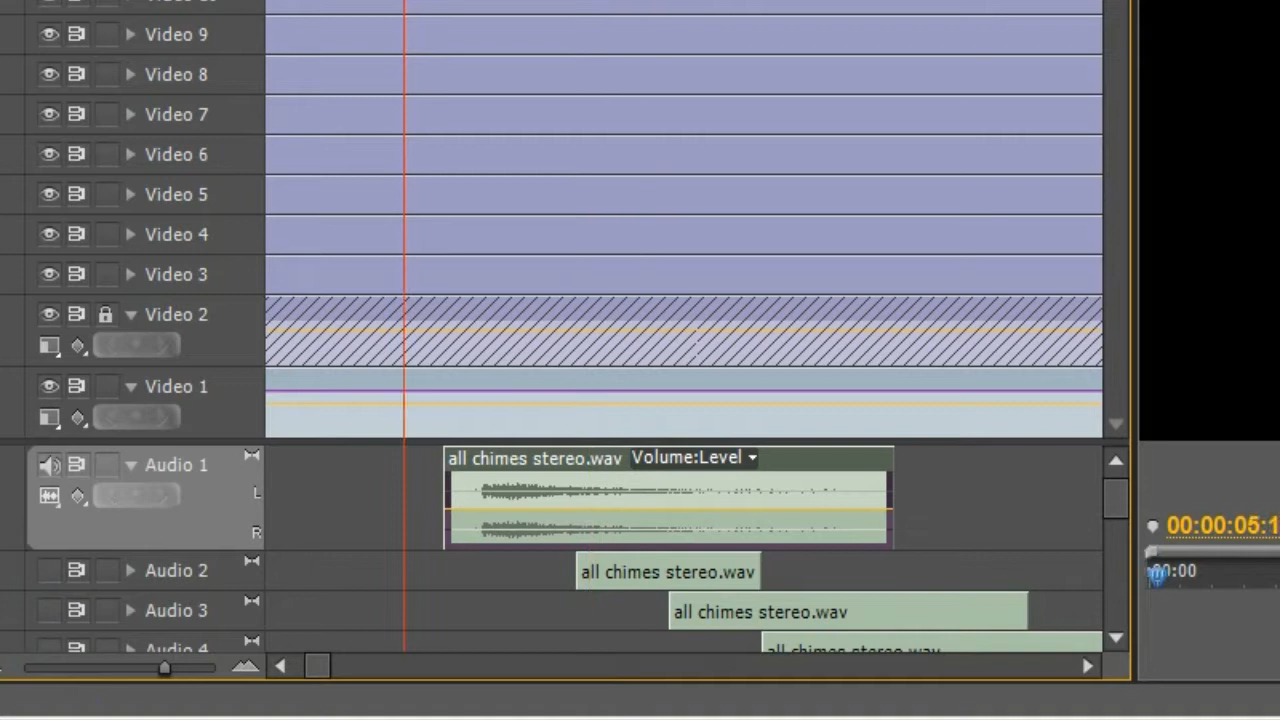 Video 9
Video 8
Video 7
Video 6
Video 5
Video 4
Video 3
Video 2
Video 1
Audio 1
L
R
all chimes stereo.wav Volume:Level
Audio 2
all chimes stereo.wav
Audio 3
all chimes stereo.wav
Audio 4
all chimes stereo.wav
00:00:05:1
00:00